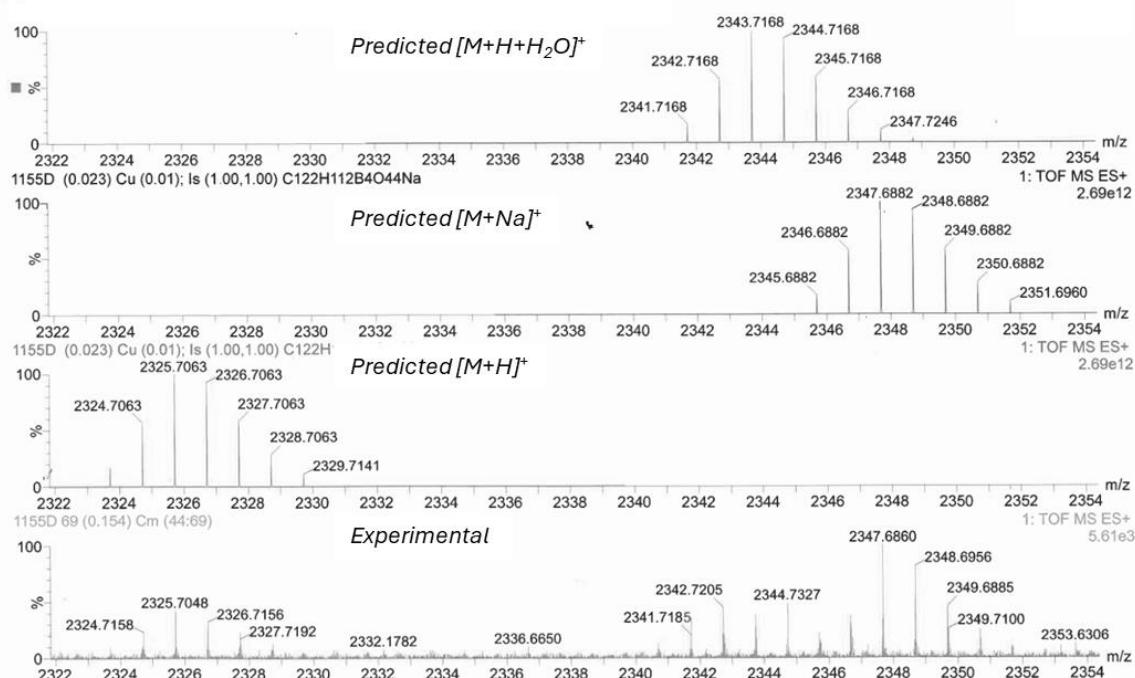 100
%
0
Predicted [M+H+H₂O]⁺
2341.7168
2342.7168
2343.7168
2344.7168
2345.7168
2346.7168
2347.7246
m/z
2322 2324 2326 2328 2330 2332 2334 2336 2338 2340 2342 2344 2346 2348 2350 2352 2354
1155D (0.023) Cu (0.01); Is (1.00,1.00) C122H112B4O44Na
1: TOF MS ES+
2.69e12
100
%
0
Predicted [M+Na]⁺
2345.6882
2346.6882
2347.6882
2348.6882
2349.6882
2350.6882
2351.6960
m/z
2322 2324 2326 2328 2330 2332 2334 2336 2338 2340 2342 2344 2346 2348 2350 2352 2354
1155D (0.023) Cu (0.01); Is (1.00,1.00) C122H
1: TOF MS ES+
2.69e12
100
%
0
Predicted [M+H]⁺
2324.7063
2325.7063
2326.7063
2327.7063
2328.7063
2329.7141
m/z
2322 2324 2326 2328 2330 2332 2334 2336 2338 2340 2342 2344 2346 2348 2350 2352 2354
1155D 69 (0.154) Cm (44:69)
1: TOF MS ES+
5.61e3
100
%
0
Experimental
2324.7158
2325.7048
2326.7156
2327.7192
2332.1782
2336.6650
2341.7185
2342.7205
2344.7327
2347.6860
2348.6956
2349.6885
2349.7100
2353.6306
m/z
2322 2324 2326 2328 2330 2332 2334 2336 2338 2340 2342 2344 2346 2348 2350 2352 2354